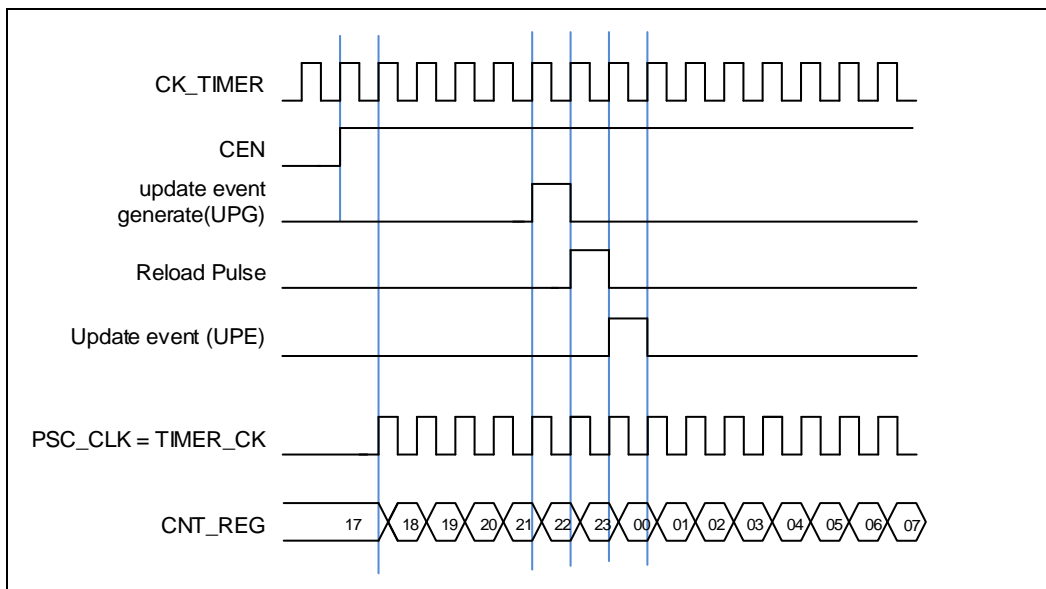 CK_TIMER
CEN
update event
generate(UPG)
Reload Pulse
Update event (UPE)
PSC_CLK = TIMER_CK
CNT_REG 17 18 19 20 21 22 23 00 01 02 03 04 05 06 07